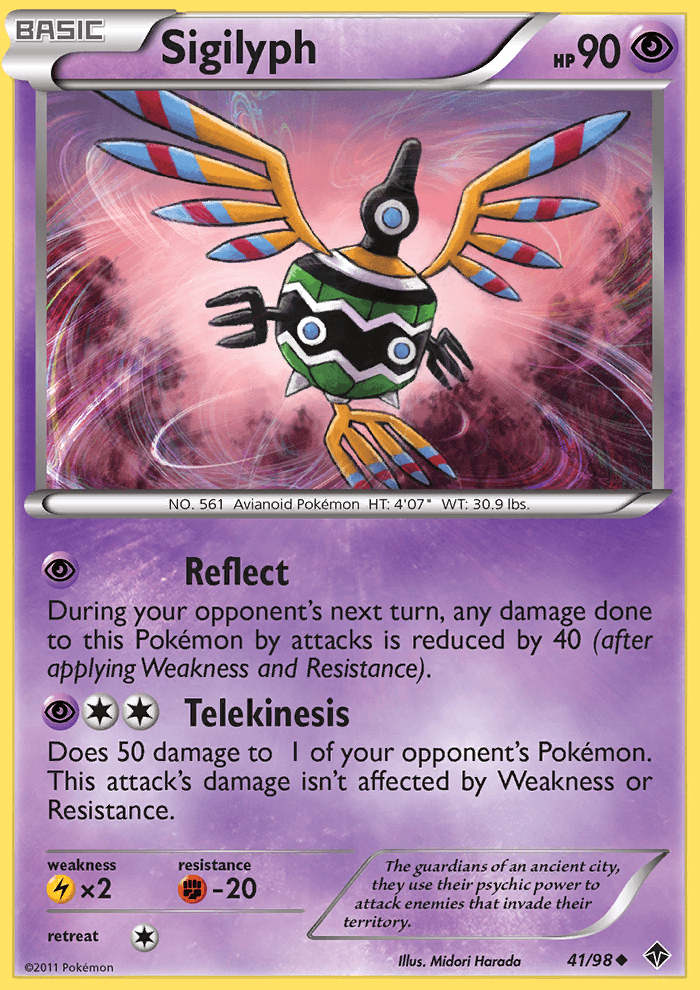 BASIC
Sigilyph
HP 90
NO. 561 Avianoid Pokémon HT: 4'07" WT: 30.9 lbs.
Reflect
During your opponent's next turn, any damage done
to this Pokémon by attacks is reduced by 40 (after
applying Weakness and Resistance).
Telekinesis
Does 50 damage to 1 of your opponent's Pokémon.
This attack's damage isn't affected by Weakness or
Resistance.
weakness
×2
resistance
-20
retreat
The guardians of an ancient city,
they use their psychic power to
attack enemies that invade their
territory.
©2011 Pokémon
Illus. Midori Harada
41/98